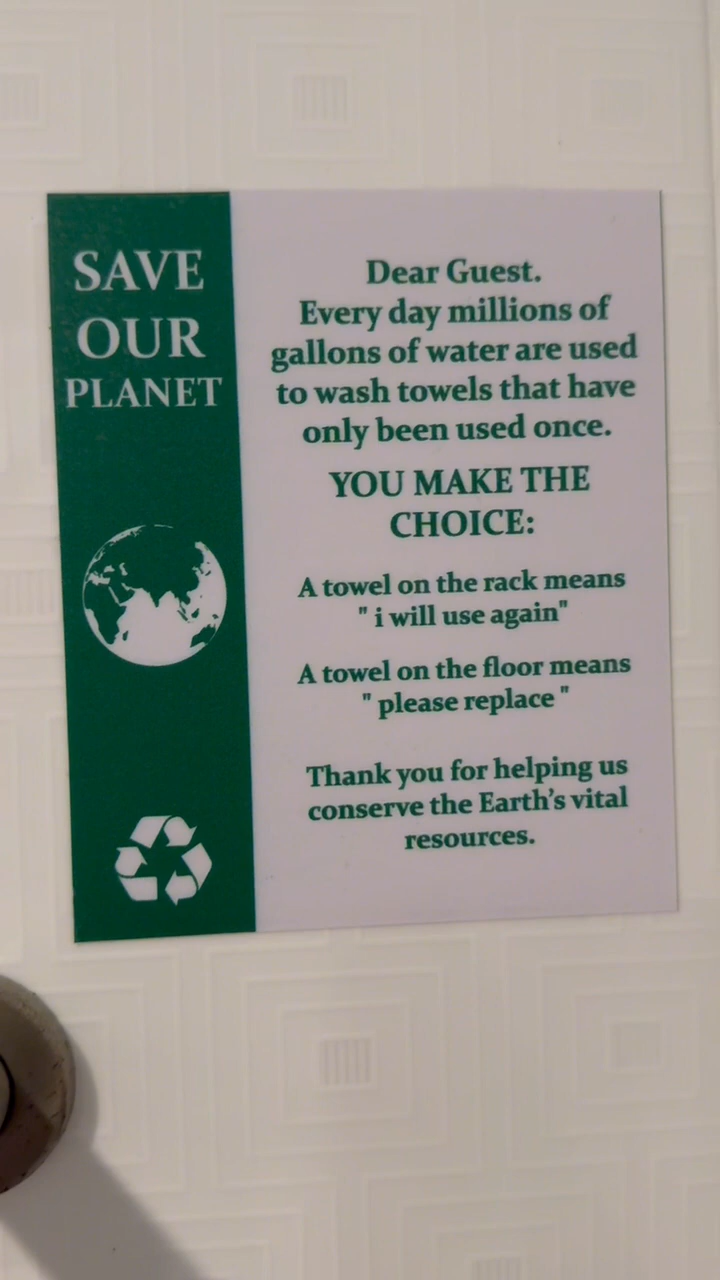 SAVE
OUR
PLANET
Dear Guest.
Every day millions of
gallons of water are used
to wash towels that have
only been used once.
YOU MAKE THE
CHOICE:
A towel on the rack means
" i will use again"
A towel on the floor means
" please replace "
Thank you for helping us
conserve the Earth's vital
resources.